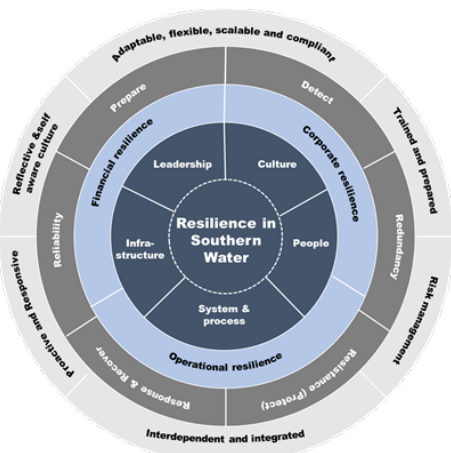 Adaptable, flexible, scalable and compliant
Trained and prepared
Risk management
Interdependent and integrated
Proactive and Responsive
Reflective &self
aware culture
Prepare
Detect
Redundancy
Resistance (Protect)
Response & Recover
Reliability
Financial resilience
Corporate resilience
Operational resilience
Leadership
Culture
People
System &
process
Infra-
structure
Resilience in
Southern
Water